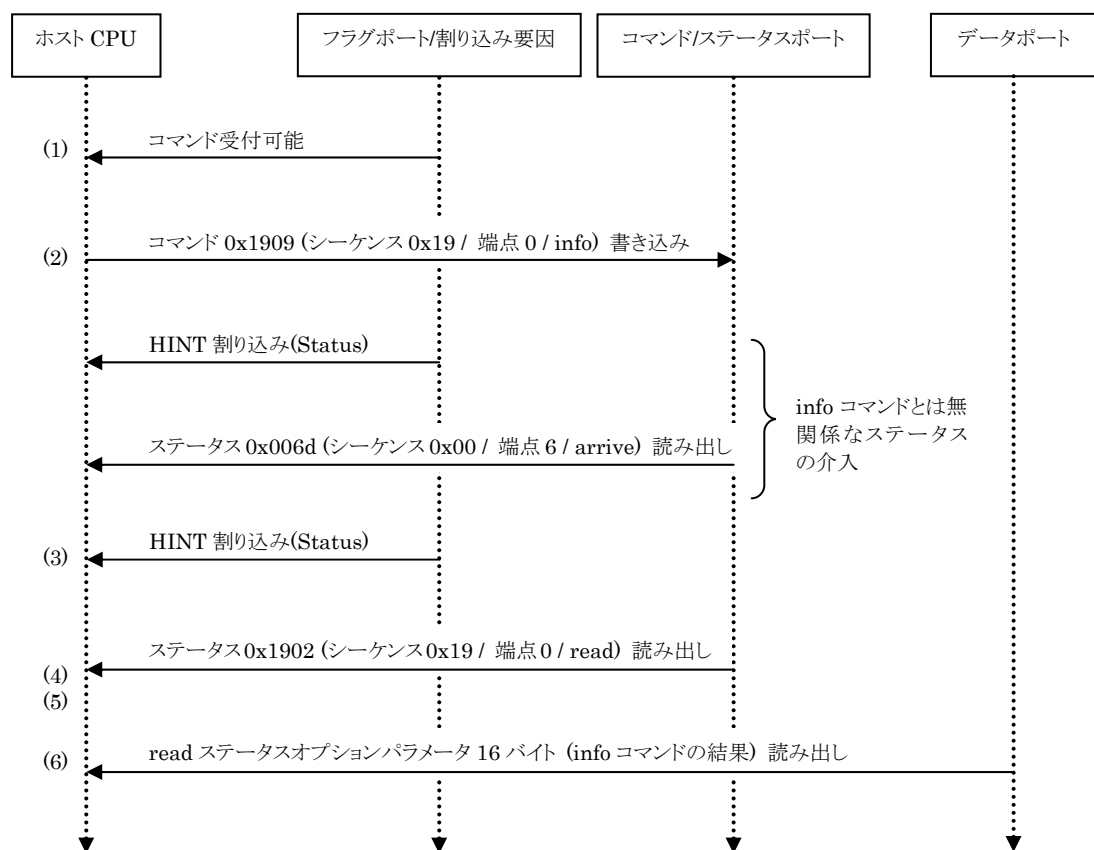 ホスト CPU
フラグポート/割り込み要因
コマンド/ステータスポート
データポート
(1)
コマンド受付可能
コマンド 0x1909 (シーケンス 0x19 / 端点 0 / info) 書き込み
(2)
HINT 割り込み(Status)
info コマンドとは無
関係なステータス
の介入
ステータス 0x006d (シーケンス 0x00 / 端点 6 / arrive) 読み出し
HINT 割り込み(Status)
(3)
ステータス 0x1902 (シーケンス 0x19 / 端点 0 / read) 読み出し
(4)
(5)
read ステータスオプションパラメータ 16 バイト (info コマンドの結果) 読み出し
(6)